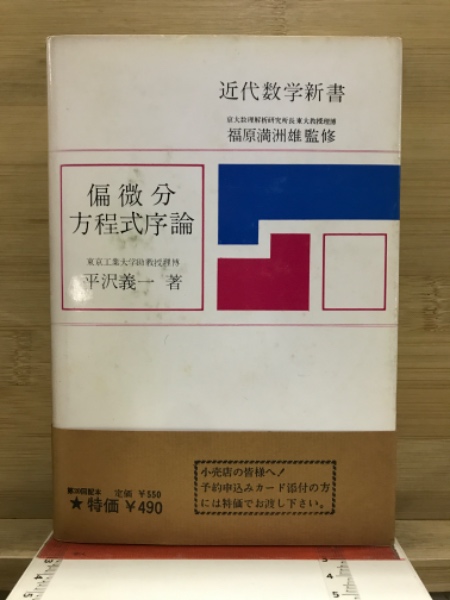 近代数学新書
京大数理解析研究所長東大教授理博
福原満洲雄監修
偏微分
方程式序論
東京工業大学助教授理博
平沢義一 著
小売店の皆様へ!
予約申込みカード添付の方
には特価でお渡し下さい。
第30回配本 定価 ¥550
★特価¥490